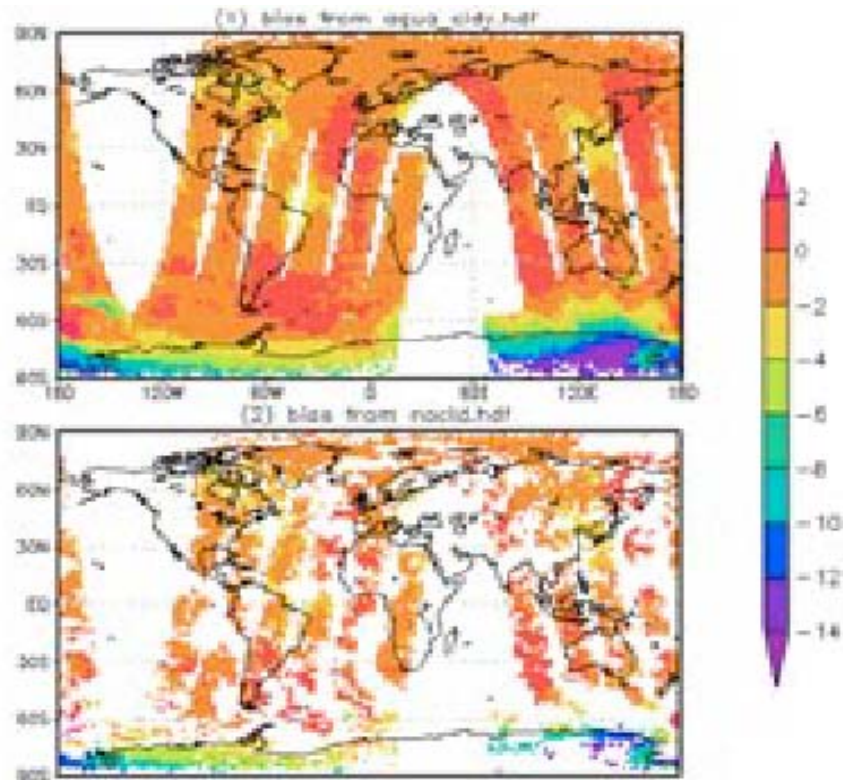 (1) bias from aqua_cldy.hdf
90N
60N
30N
EQ
30S
60S
90S
180 120W 60W 0 60E 120E 180
(2) bias from nocld.hdf
90N
60N
30N
EQ
30S
60S
90S
2
0
-2
-4
-6
-8
-10
-12
-14